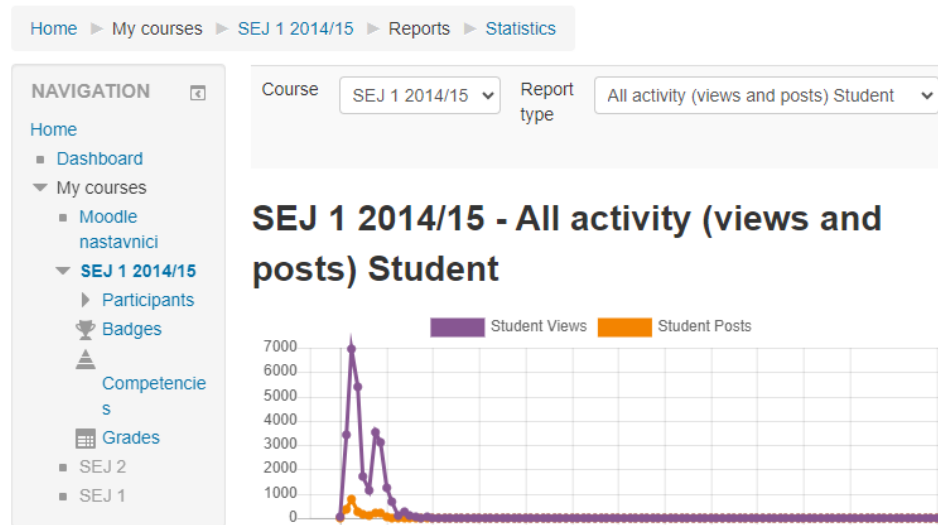 Home ▶ My courses ▶ SEJ 1 2014/15 ▶ Reports ▶ Statistics
NAVIGATION
Home
Dashboard
My courses
Moodle
nastavnici
SEJ 1 2014/15
Participants
Badges
Competencie
s
Grades
SEJ 2
SEJ 1
Course
SEJ 1 2014/15
Report
type
All activity (views and posts) Student
SEJ 1 2014/15 - All activity (views and
posts) Student
Student Views
Student Posts
7000
6000
5000
4000
3000
2000
1000
0